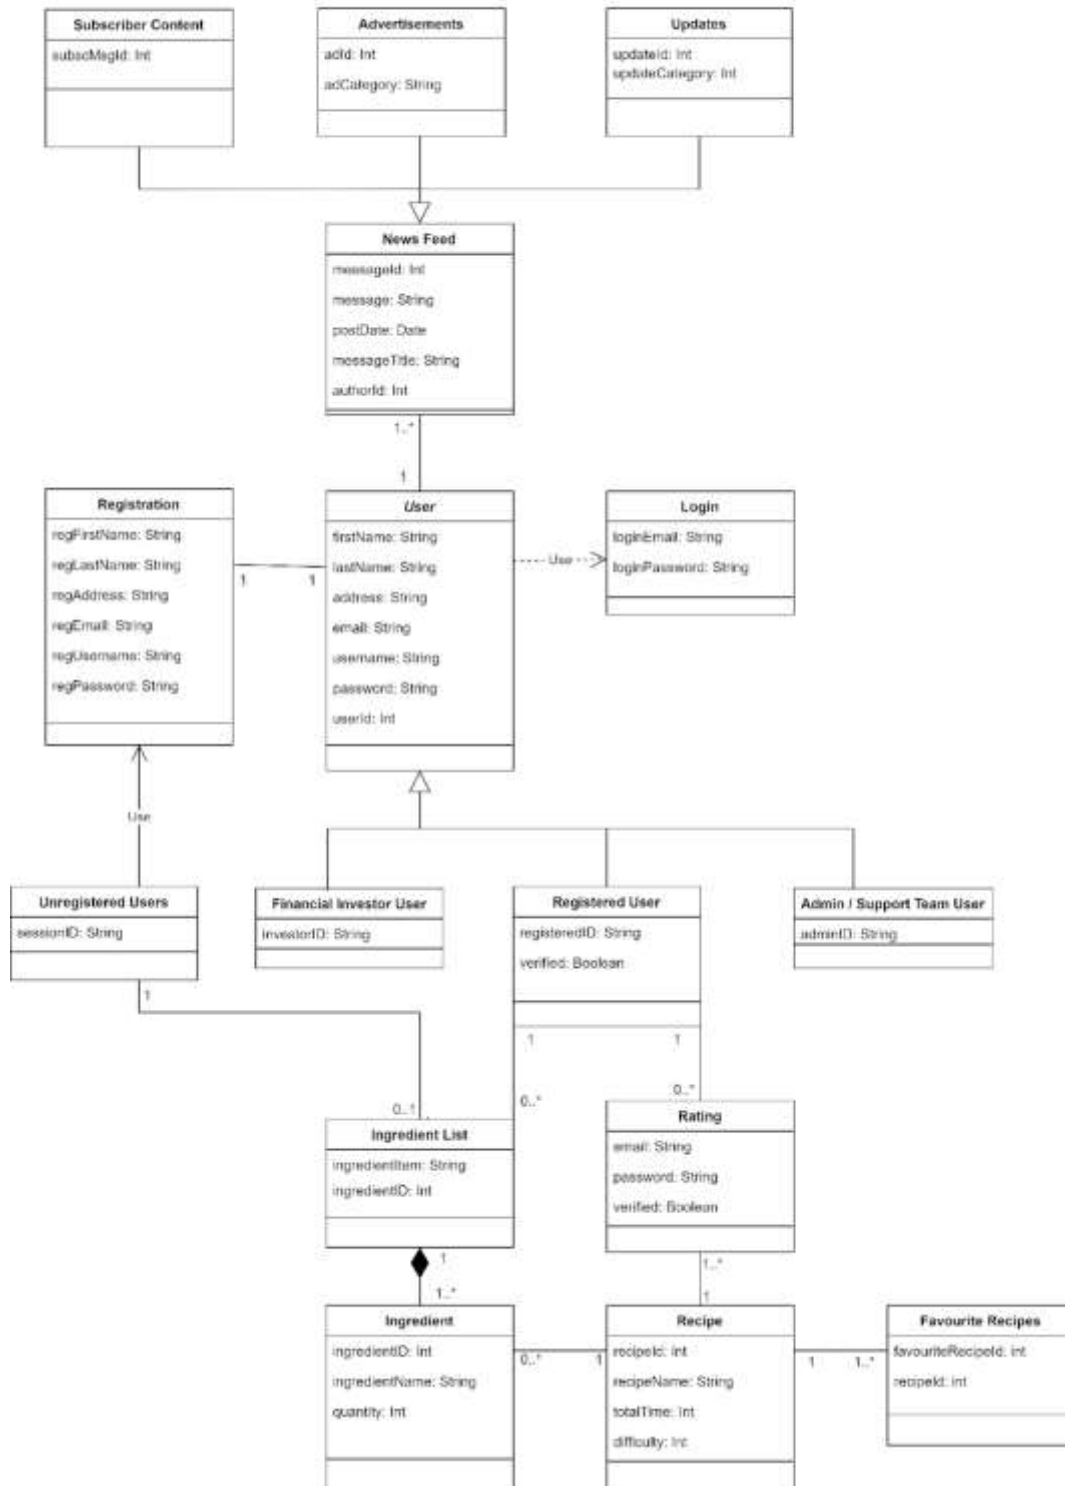 Subscriber Content
subscMsgId: Int
Advertisements
adId: Int
adCategory: String
Updates
updateId: Int
updateCategory: Int
News Feed
messageId: Int
message: String
postDate: Date
messageTitle: String
authorId: Int
1..*
1
Registration
regFirstName: String
regLastName: String
regAddress: String
regEmail: String
regUsername: String
regPassword: String
1
1
User
firstName: String
lastName: String
address: String
email: String
username: String
password: String
userId: Int
Use
Login
loginEmail: String
loginPassword: String
Use
Unregistered Users
sessionID: String
1
Financial Investor User
investorID: String
Registered User
registeredID: String
verified: Boolean
1
1
Admin / Support Team User
adminID: String
0..1
0..*
0..*
Ingredient List
ingredientItem: String
ingredientID: Int
1
1..*
Rating
email: String
password: String
verified: Boolean
1..*
1
Ingredient
ingredientID: Int
ingredientName: String
quantity: Int
0..*
1
Recipe
recipeId: Int
recipeName: String
totalTime: Int
difficulty: Int
1
1..*
Favourite Recipes
favouriteRecipeId: int
recipeId: int